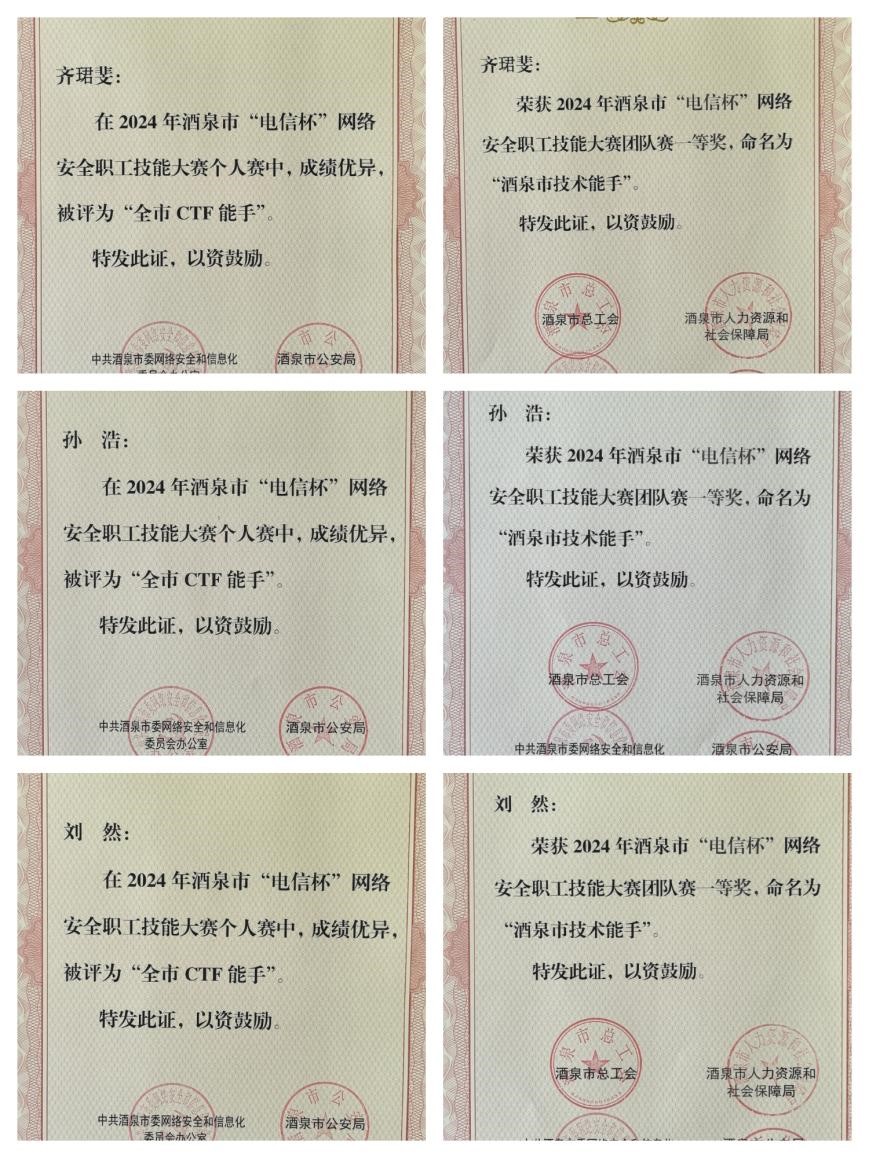 齐珺斐：
在 2024 年酒泉市“电信杯”网络
安全职工技能大赛个人赛中，成绩优异，
被评为“全市 CTF 能手”。
特发此证，以资鼓励。
中共酒泉市委网络安全和信息化
委员会办公室
酒泉市公安局
齐珺斐：
荣获 2024 年酒泉市“电信杯”网络
安全职工技能大赛团队赛一等奖，命名为
“酒泉市技术能手”。
特发此证，以资鼓励。
酒泉市总工会
酒泉市人力资源和
社会保障局
孙 浩：
在 2024 年酒泉市“电信杯”网络
安全职工技能大赛个人赛中，成绩优异，
被评为“全市 CTF 能手”。
特发此证，以资鼓励。
中共酒泉市委网络安全和信息化
委员会办公室
酒泉市公安局
孙 浩：
荣获 2024 年酒泉市“电信杯”网络
安全职工技能大赛团队赛一等奖，命名为
“酒泉市技术能手”。
特发此证，以资鼓励。
酒泉市总工会
酒泉市人力资源和
社会保障局
中共酒泉市委网络安全和信息化
酒泉市公安局
刘 然：
在 2024 年酒泉市“电信杯”网络
安全职工技能大赛个人赛中，成绩优异，
被评为“全市 CTF 能手”。
特发此证，以资鼓励。
中共酒泉市委网络安全和信息化
委员会办公室
酒泉市公安局
刘 然：
荣获 2024 年酒泉市“电信杯”网络
安全职工技能大赛团队赛一等奖，命名为
“酒泉市技术能手”。
特发此证，以资鼓励。
酒泉市总工会
酒泉市人力资源和
社会保障局